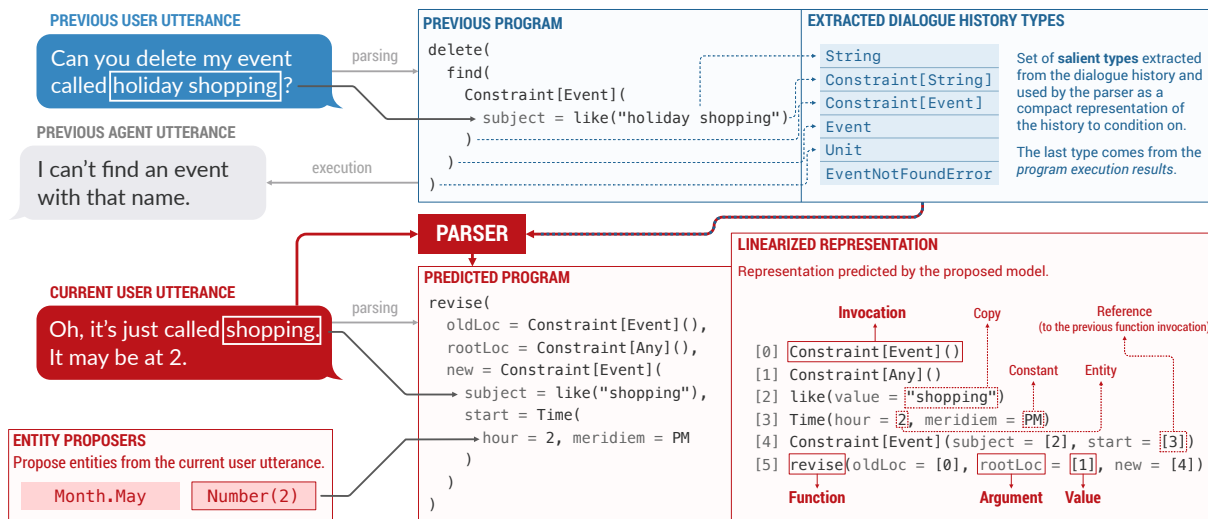 PREVIOUS USER UTTERANCE
Can you delete my event
called holiday shopping?
parsing
PREVIOUS AGENT UTTERANCE
I can't find an event
with that name.
execution
PREVIOUS PROGRAM
delete(
find(
Constraint[Event](
subject = like("holiday shopping")
)
)
)
EXTRACTED DIALOGUE HISTORY TYPES
String
Constraint[String]
Constraint[Event]
Event
Unit
EventNotFoundError
Set of salient types extracted
from the dialogue history and
used by the parser as a
compact representation of
the history to condition on.
The last type comes from the
program execution results.
PARSER
CURRENT USER UTTERANCE
Oh, it's just called shopping.
It may be at 2.
parsing
ENTITY PROPOSERS
Propose entities from the current user utterance.
Month.May
Number(2)
PREDICTED PROGRAM
revise(
oldLoc = Constraint[Event](),
rootLoc = Constraint[Any](),
new = Constraint[Event](
subject = like("shopping"),
start = Time(
hour = 2, meridiem = PM
)
)
)
LINEARIZED REPRESENTATION
Representation predicted by the proposed model.
Invocation
Copy
Reference
(to the previous function invocation)
[0] Constraint[Event]()
[1] Constraint[Any]()
Constant
Entity
[2] like(value = "shopping")
[3] Time(hour = 2, meridiem = PM)
[4] Constraint[Event](subject = [2], start = [3])
[5] revise(oldLoc = [0], rootLoc = [1], new = [4])
Function
Argument
Value